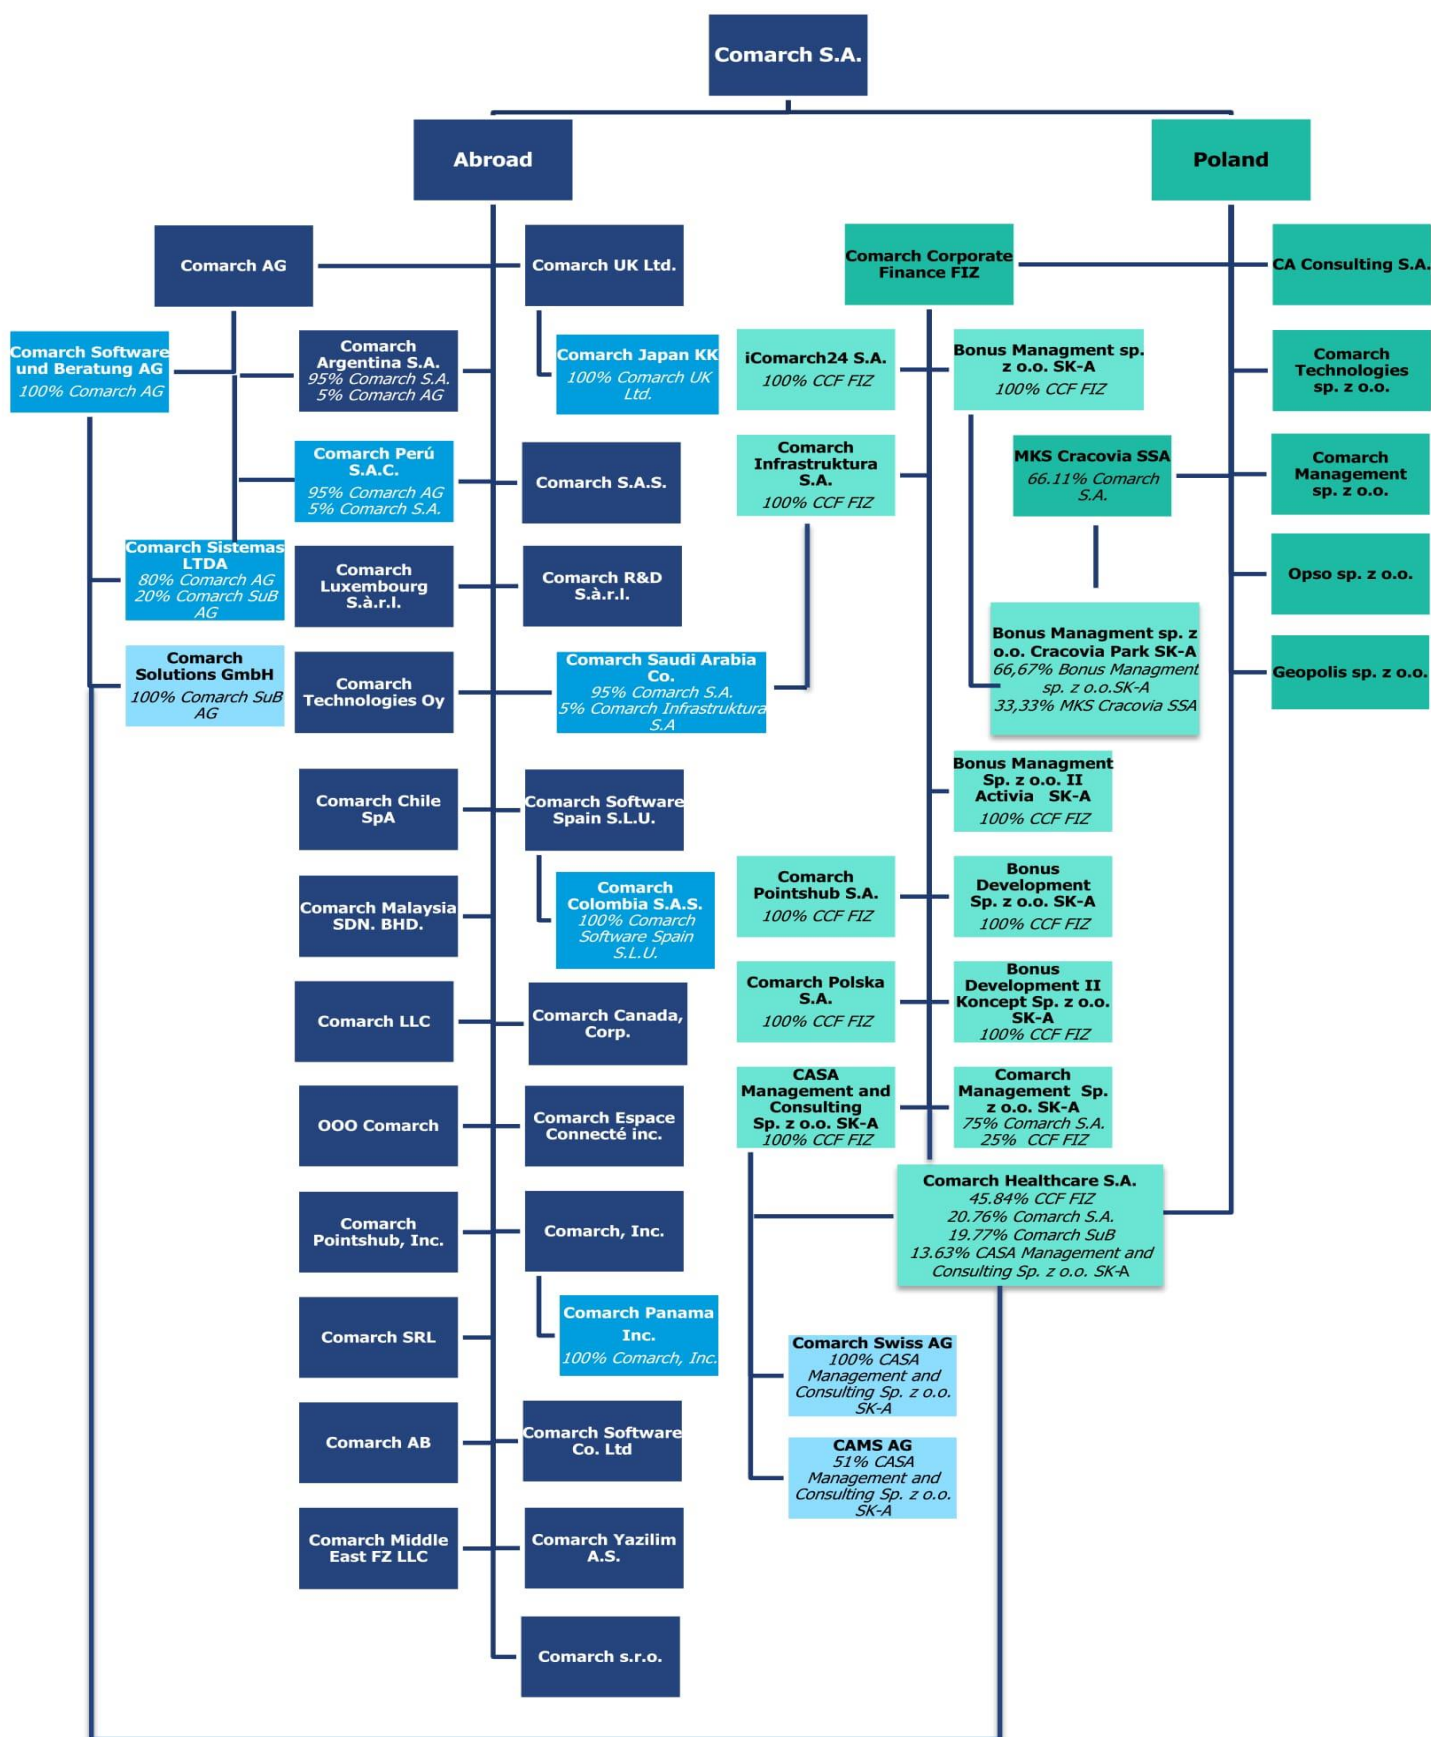 Comarch S.A.
Abroad
Poland
Comarch AG
Comarch UK Ltd.
Comarch Corporate
Finance FIZ
CA Consulting S.A.
Comarch Software
und Beratung AG
100% Comarch AG
Comarch
Argentina S.A.
95% Comarch S.A.
5% Comarch AG
Comarch Japan KK
100% Comarch UK
Ltd.
iComarch24 S.A.
100% CCF FIZ
Bonus Managment sp.
z o.o. SK-A
100% CCF FIZ
Comarch
Technologies
sp. z o.o.
Comarch Perú
S.A.C.
95% Comarch AG
5% Comarch S.A.
Comarch S.A.S.
Comarch
Infrastruktura
S.A.
100% CCF FIZ
MKS Cracovia SSA
66.11% Comarch
S.A.
Comarch
Management
sp. z o.o.
Comarch Sistemas
LTDA
80% Comarch AG
20% Comarch SuB
AG
Comarch
Luxembourg
S.à.r.l.
Comarch R&D
S.à.r.l.
Opso sp. z o.o.
Comarch
Solutions GmbH
100% Comarch SuB
AG
Comarch
Technologies Oy
Comarch Saudi Arabia
Co.
95% Comarch S.A.
5% Comarch Infrastruktura
S.A
Bonus Managment sp. z
o.o. Cracovia Park SK-A
66,67% Bonus Managment
sp. z o.o.SK-A
33,33% MKS Cracovia SSA
Geopolis sp. z o.o.
Comarch Chile
SpA
Comarch Software
Spain S.L.U.
Bonus Managment
Sp. z o.o. II
Activia SK-A
100% CCF FIZ
Comarch Malaysia
SDN. BHD.
Comarch
Colombia S.A.S.
100% Comarch
Software Spain
S.L.U.
Comarch
Pointshub S.A.
100% CCF FIZ
Bonus
Development
Sp. z o.o. SK-A
100% CCF FIZ
Comarch LLC
Comarch Canada,
Corp.
Comarch Polska
S.A.
100% CCF FIZ
Bonus
Development II
Koncept Sp. z o.o.
SK-A
100% CCF FIZ
OOO Comarch
Comarch Espace
Connecté inc.
CASA
Management and
Consulting
Sp. z o.o. SK-A
100% CCF FIZ
Comarch
Management Sp.
z o.o. SK-A
75% Comarch S.A.
25% CCF FIZ
Comarch
Pointshub, Inc.
Comarch, Inc.
Comarch Healthcare S.A.
45.84% CCF FIZ
20.76% Comarch S.A.
19.77% Comarch SuB
13.63% CASA Management and
Consulting Sp. z o.o. SK-A
Comarch SRL
Comarch Panama
Inc.
100% Comarch, Inc.
Comarch Swiss AG
100% CASA
Management and
Consulting Sp. z o.o.
SK-A
Comarch AB
Comarch Software
Co. Ltd
CAMS AG
51% CASA
Management and
Consulting Sp. z o.o.
SK-A
Comarch Middle
East FZ LLC
Comarch Yazilim
A.S.
Comarch s.r.o.